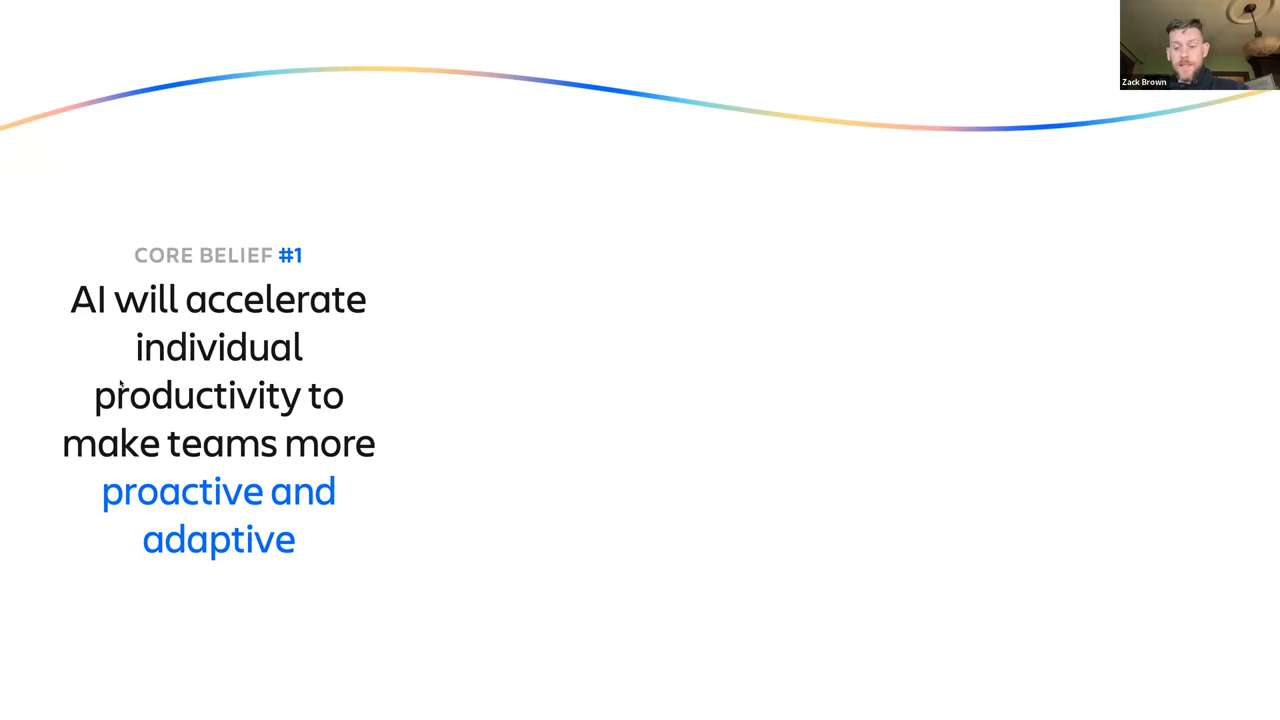 Zack Brown
CORE BELIEF #1
AI will accelerate
individual
productivity to
make teams more
proactive and
adaptive